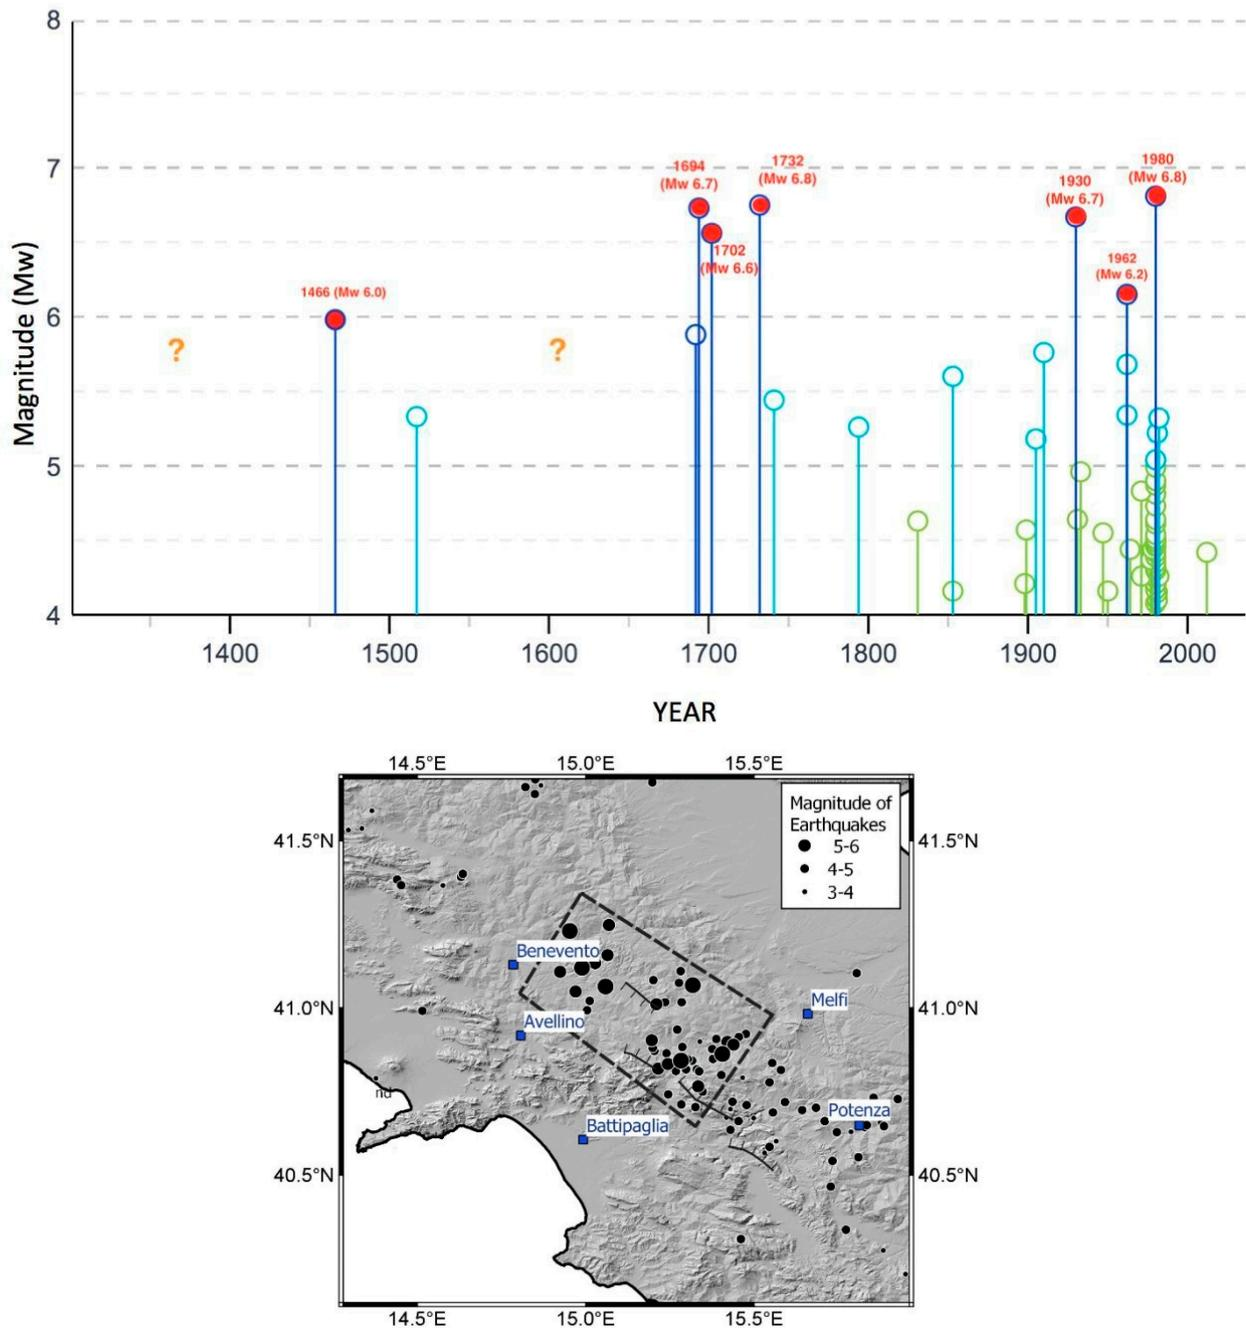 8
1694
(Mw 6.7)
1732
(Mw 6.8)
1980
(Mw 6.8)
7
1930
(Mw 6.7)
1702
(Mw 6.6)
1962
(Mw 6.2)
1466 (Mw 6.0)
6
?
?
5
4
Magnitude (Mw)
1400
1500
1600
1700
1800
1900
2000
YEAR
14.5°E
15.0°E
15.5°E
Magnitude of
Earthquakes
5-6
4-5
3-4
41.5°N
41.5°N
Benevento
41.0°N
Melfi
41.0°N
Avellino
nd
Potenza
Battipaglia
40.5°N
40.5°N
14.5°E
15.0°E
15.5°E